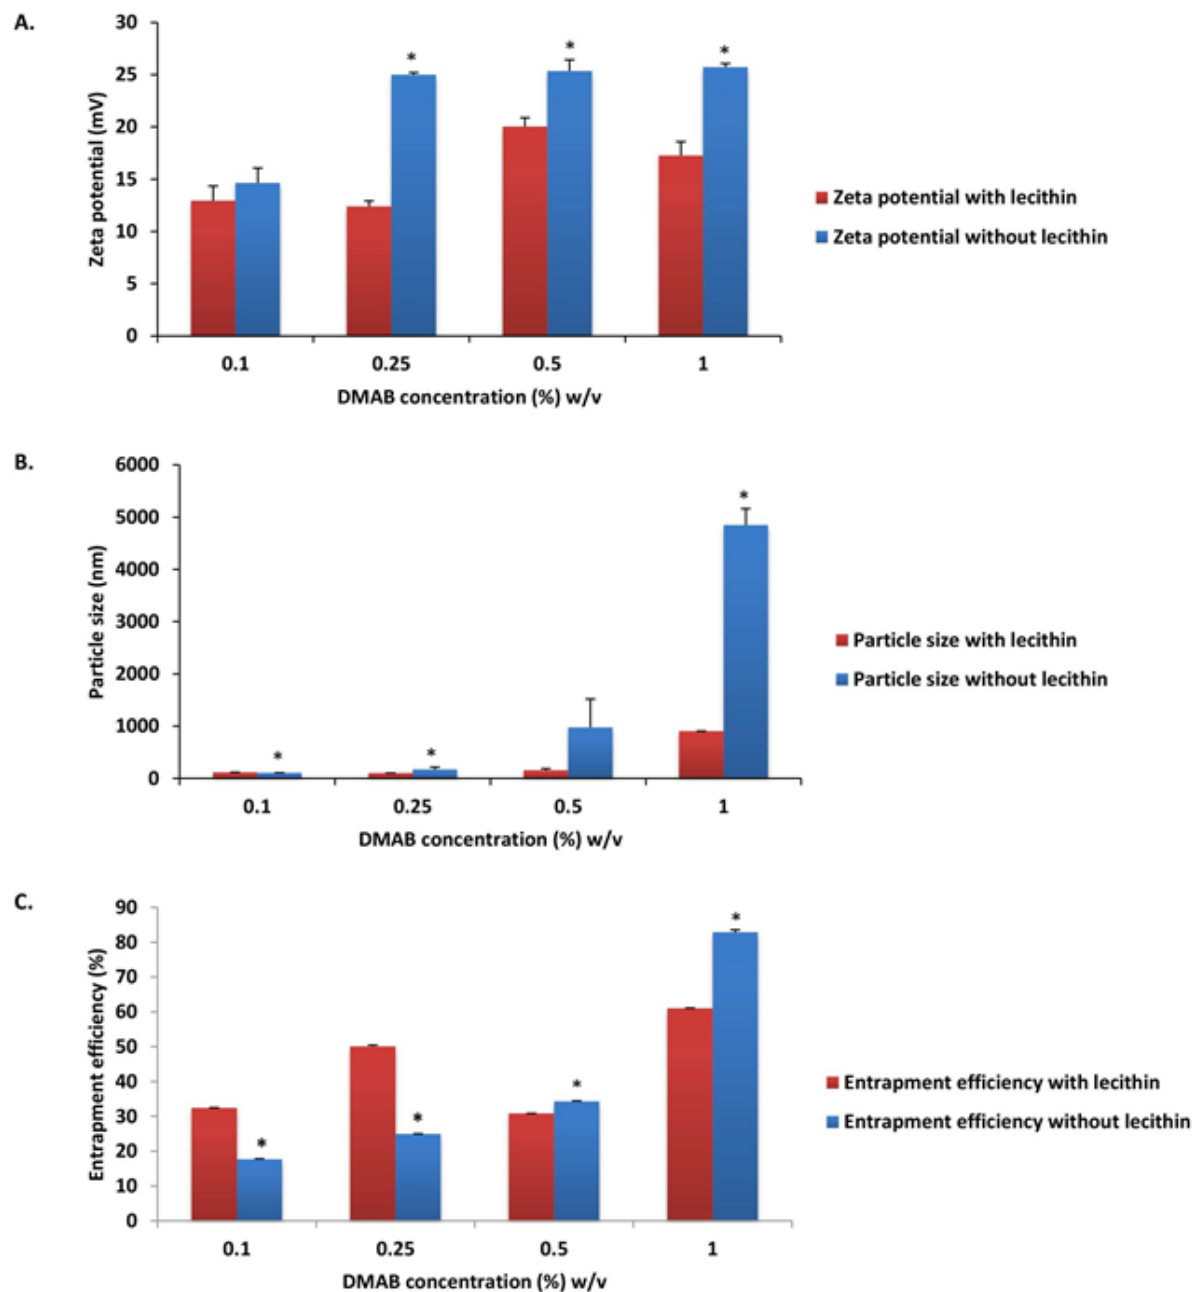 A.
30
25
20
15
10
5
0
Zeta potential (mV)
* * *
0.1 0.25 0.5 1
DMAB concentration (%) w/v
Zeta potential with lecithin
Zeta potential without lecithin
B.
6000
5000
4000
3000
2000
1000
0
Particle size (nm)
* * *
0.1 0.25 0.5 1
DMAB concentration (%) w/v
Particle size with lecithin
Particle size without lecithin
C.
90
80
70
60
50
40
30
20
10
0
Entrapment efficiency (%)
* * * *
0.1 0.25 0.5 1
DMAB concentration (%) w/v
Entrapment efficiency with lecithin
Entrapment efficiency without lecithin